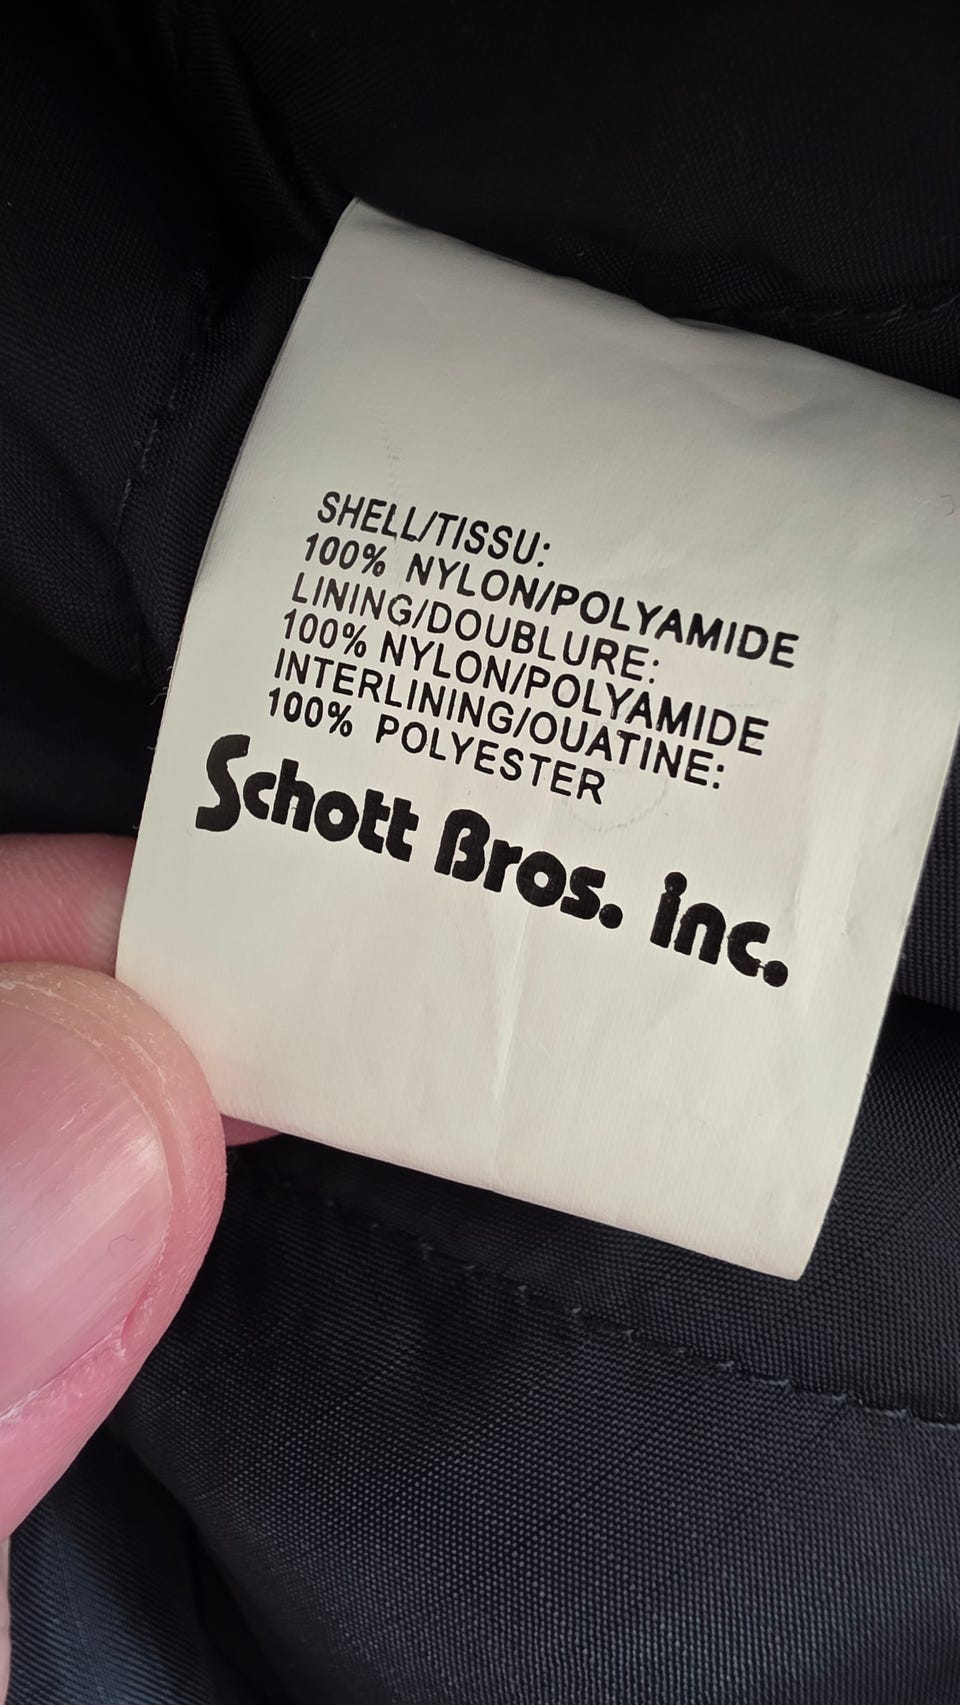 SHELL/TISSU:
100% NYLON/POLYAMIDE
LINING/DOUBLURE:
100% NYLON/POLYAMIDE
INTERLINING/OUATINE:
100% POLYESTER
Schott Bros. inc.